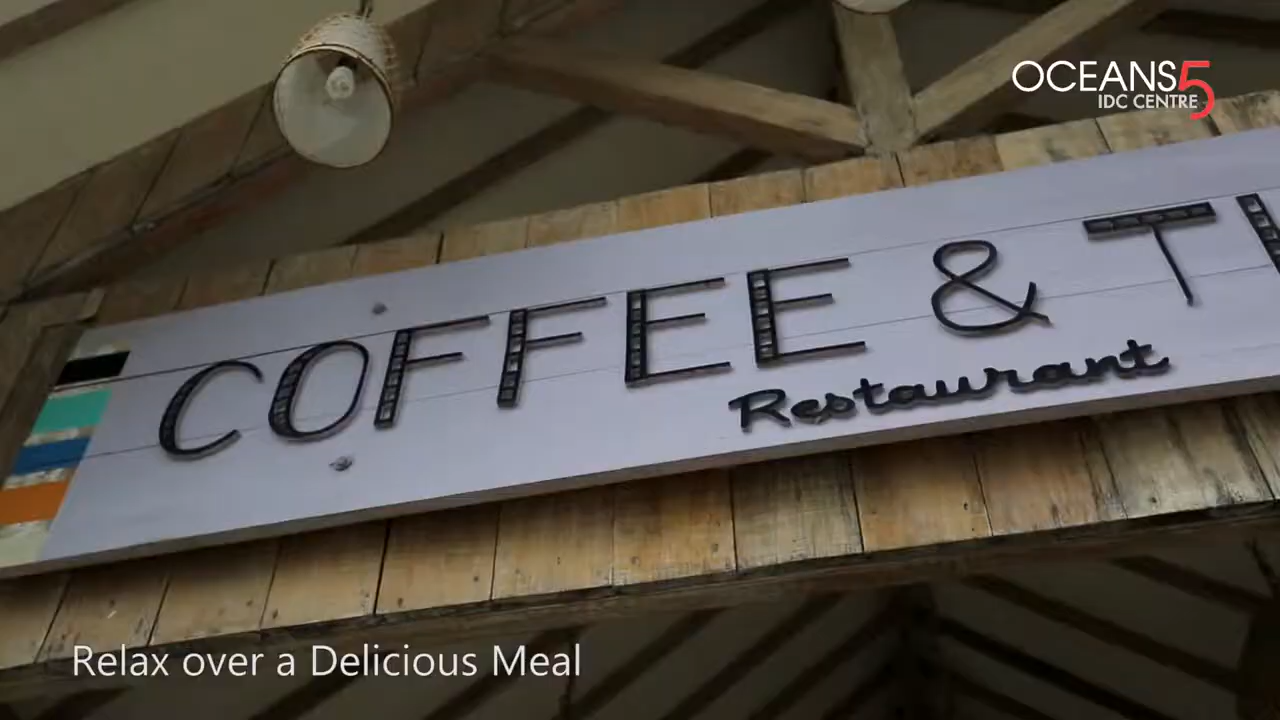 OCEANS5
IDC CENTRE
COFFEE & T
Restaurant
Relax over a Delicious Meal